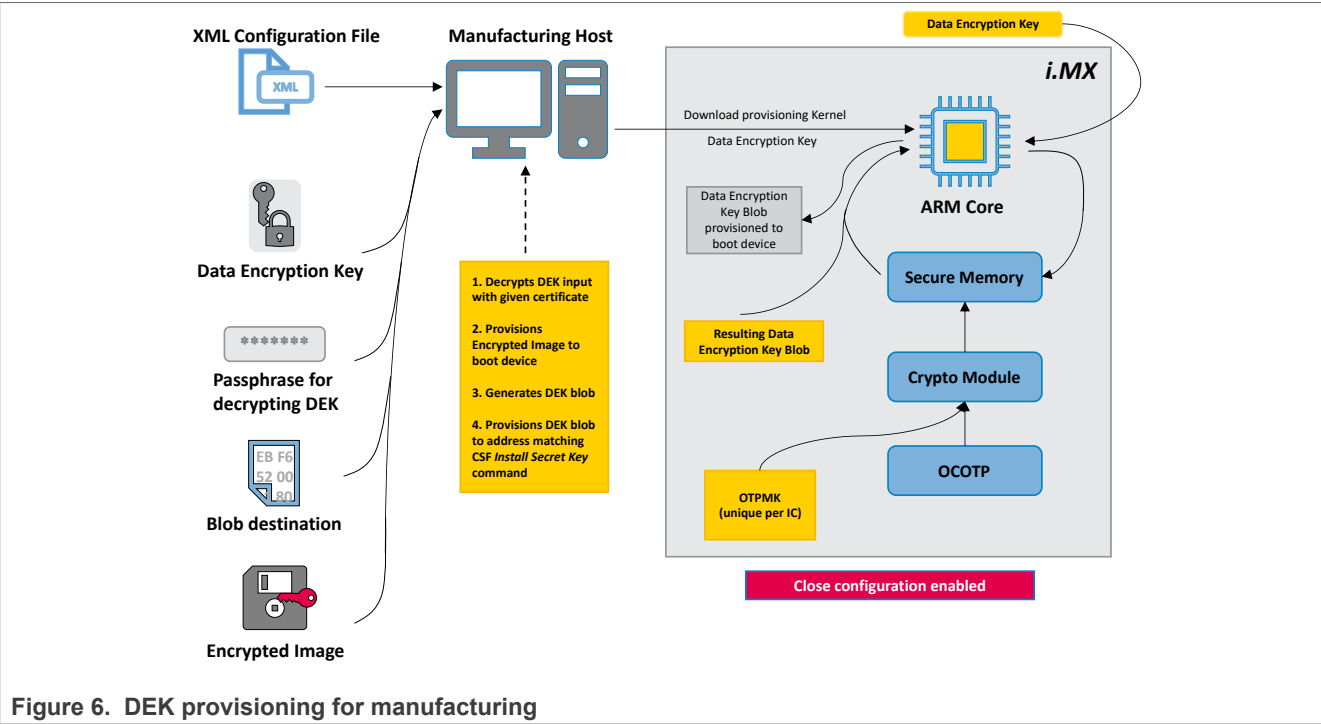 XML Configuration File
XML
Data Encryption Key
*******
Passphrase for
decrypting DEK
EB F6
52 00
80
Blob destination
Encrypted Image
Manufacturing Host
1. Decrypts DEK input
with given certificate
2. Provisions
Encrypted Image to
boot device
3. Generates DEK blob
4. Provisions DEK blob
to address matching
CSF Install Secret Key
command
Data Encryption Key
i.MX
Download provisioning Kernel
Data Encryption Key
ARM Core
Data Encryption
Key Blob
provisioned to
boot device
Secure Memory
Resulting Data
Encryption Key Blob
Crypto Module
OCOTP
OTPMK
(unique per IC)
Close configuration enabled
Figure 6. DEK provisioning for manufacturing